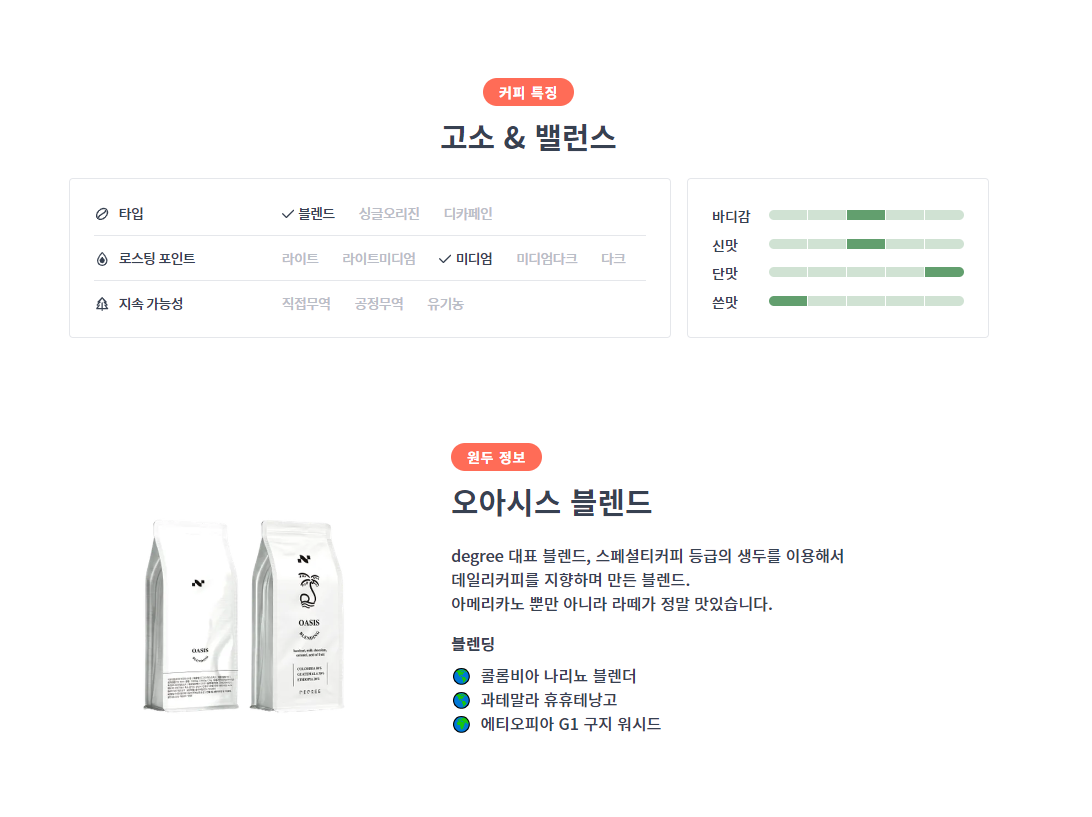 커피 특징
고소 & 밸런스
타입 블렌드 싱글오리진 디카페인
로스팅 포인트 라이트 라이트미디엄 미디엄 미디엄다크 다크
지속 가능성 직접무역 공정무역 유기농
바디감
신맛
단맛
쓴맛
원두 정보
오아시스 블렌드
degree 대표 블렌드, 스페셜티커피 등급의 생두를 이용해서
데일리커피를 지향하며 만든 블렌드.
아메리카노 뿐만 아니라 라떼가 정말 맛있습니다.
블렌딩
콜롬비아 나리뇨 블렌더
과테말라 휴휴테낭고
에티오피아 G1 구지 워시드
OASIS
BLENDING
OASIS
BLENDING